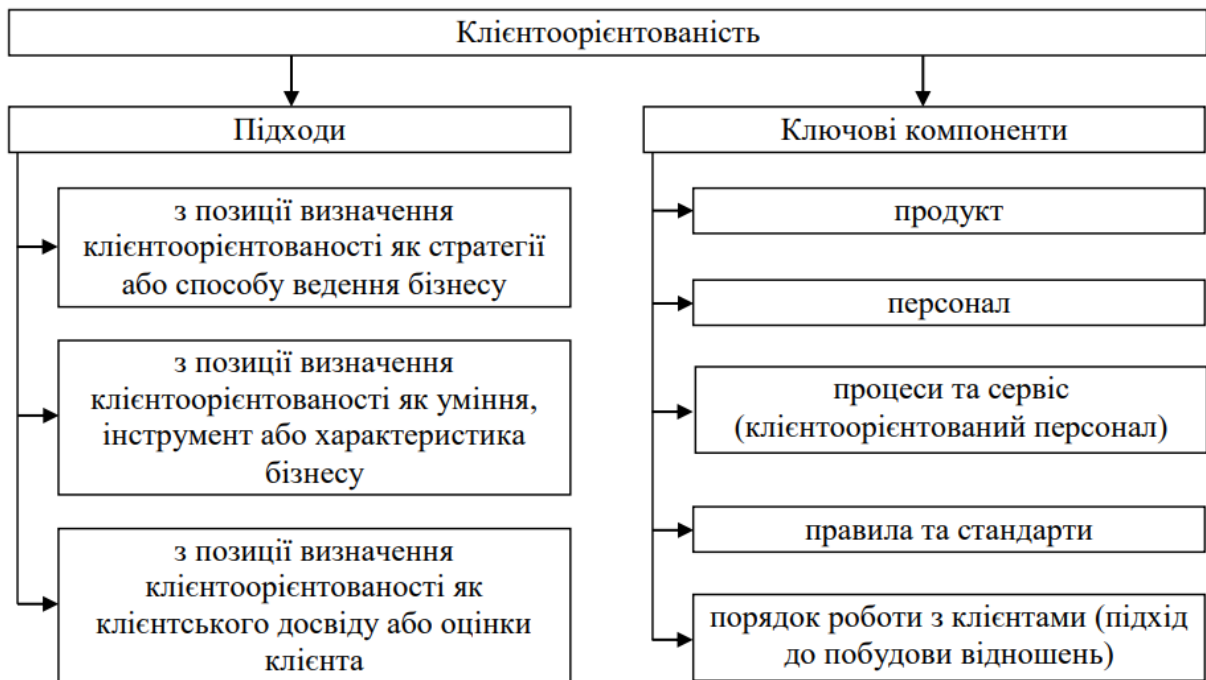 Клієнтоорієнтованість
Підходи
з позиції визначення
клієнтоорієнтованості як стратегії
або способу ведення бізнесу
з позиції визначення
клієнтоорієнтованості як уміння,
інструмент або характеристика
бізнесу
з позиції визначення
клієнтоорієнтованості як
клієнтського досвіду або оцінки
клієнта
Ключові компоненти
продукт
персонал
процеси та сервіс
(клієнтоорієнтований персонал)
правила та стандарти
порядок роботи з клієнтами (підхід
до побудови відношень)